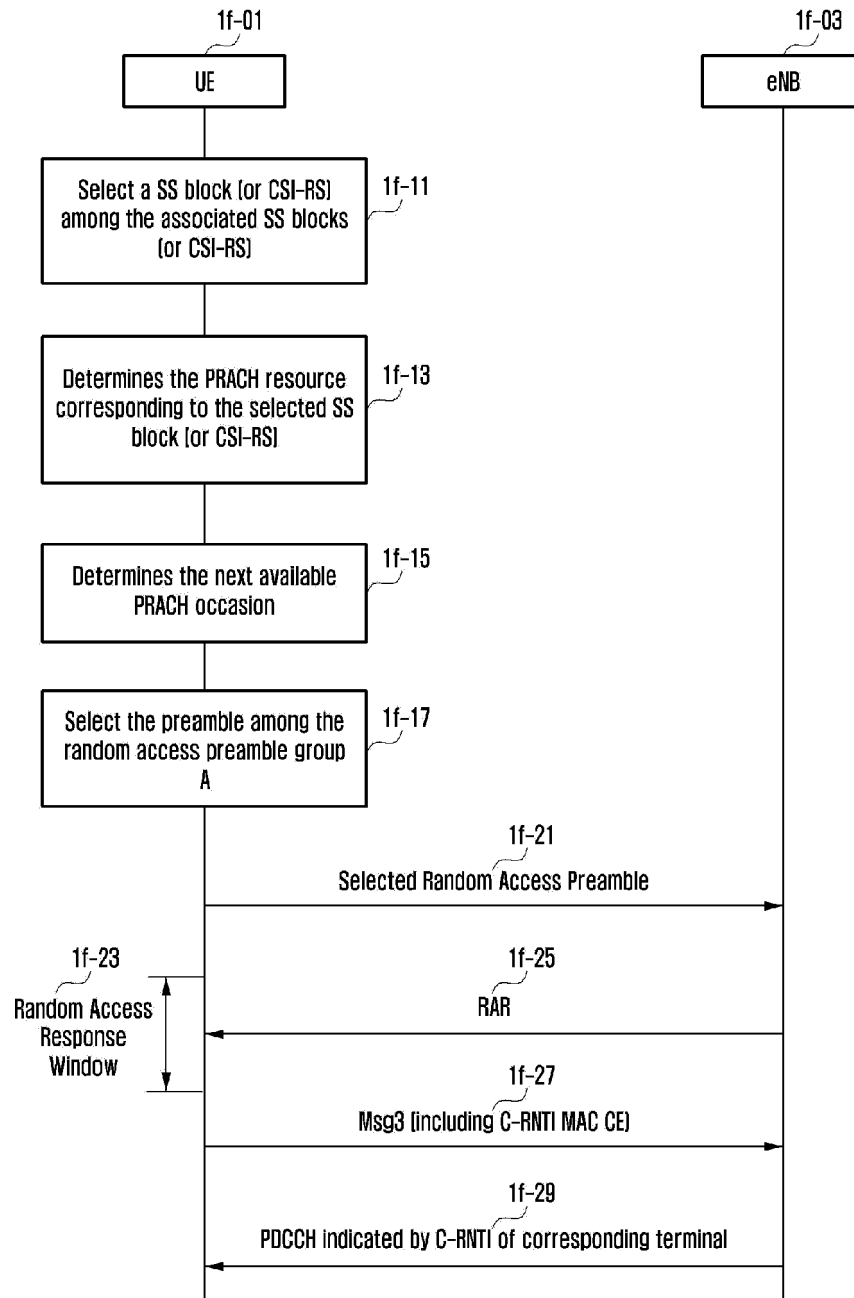 1f-01
1f-03
UE
eNB
Select a SS block (or CSI-RS)
among the associated SS blocks
(or CSI-RS)
1f-11
Determines the PRACH resource
corresponding to the selected SS
block (or CSI-RS)
1f-13
Determines the next available
PRACH occasion
1f-15
Select the preamble among the
random access preamble group
A
1f-17
1f-21
Selected Random Access Preamble
1f-23
Random Access
Response
Window
1f-25
RAR
1f-27
Msg3 (including C-RNTI MAC CE)
1f-29
PDCCH indicated by C-RNTI of corresponding terminal